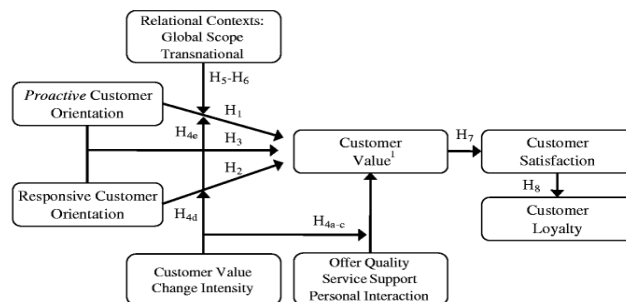 Relational Contexts:
Global Scope
Transnational
H5-H6
Proactive Customer
Orientation
H1
H4e
H3
Customer
Value1
H7
Customer
Satisfaction
H2
Responsive Customer
Orientation
H4d
H8
H4a-c
Customer
Loyalty
Customer Value
Change Intensity
Offer Quality
Service Support
Personal Interaction